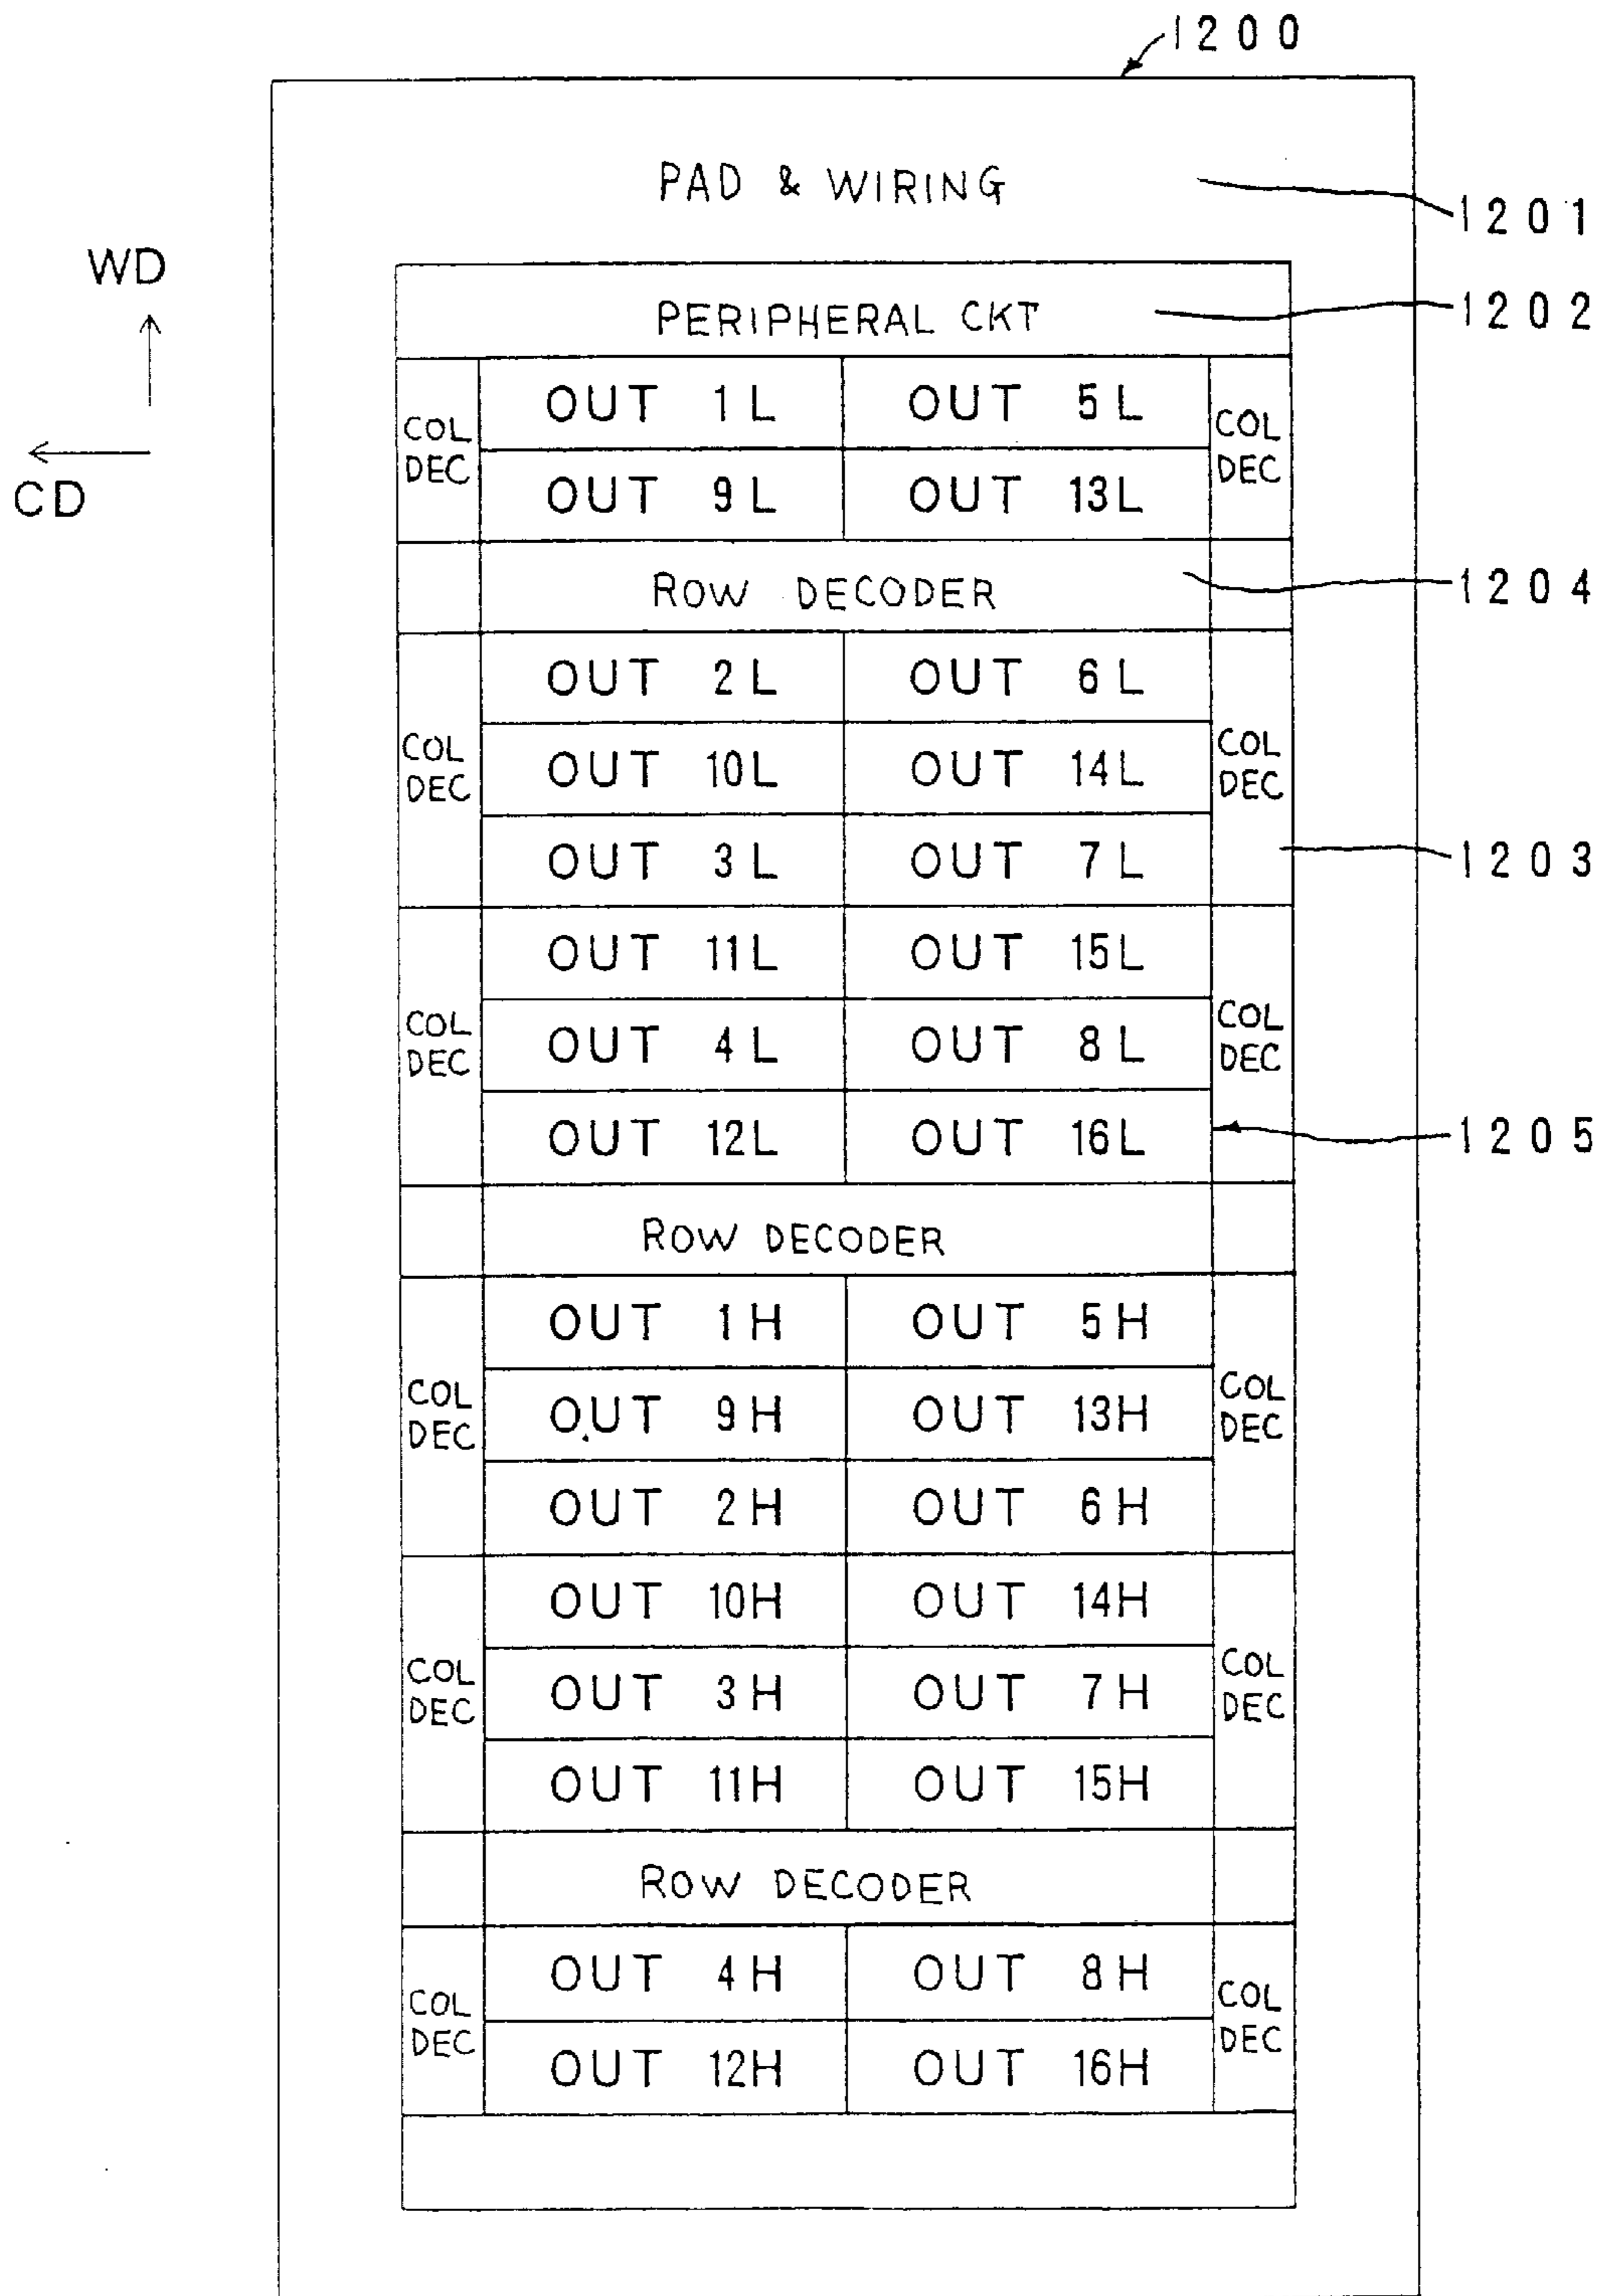 1200
PAD & WIRING
1201
WD
PERIPHERAL CKT
1202
CD
COL DEC
OUT 1L
OUT 5L
COL DEC
OUT 9L
OUT 13L
ROW DECODER
1204
COL DEC
OUT 2L
OUT 6L
COL DEC
OUT 10L
OUT 14L
OUT 3L
OUT 7L
1203
COL DEC
OUT 11L
OUT 15L
COL DEC
OUT 4L
OUT 8L
OUT 12L
OUT 16L
1205
ROW DECODER
COL DEC
OUT 1H
OUT 5H
COL DEC
OUT 9H
OUT 13H
OUT 2H
OUT 6H
COL DEC
OUT 10H
OUT 14H
COL DEC
OUT 3H
OUT 7H
OUT 11H
OUT 15H
ROW DECODER
COL DEC
OUT 4H
OUT 8H
COL DEC
OUT 12H
OUT 16H